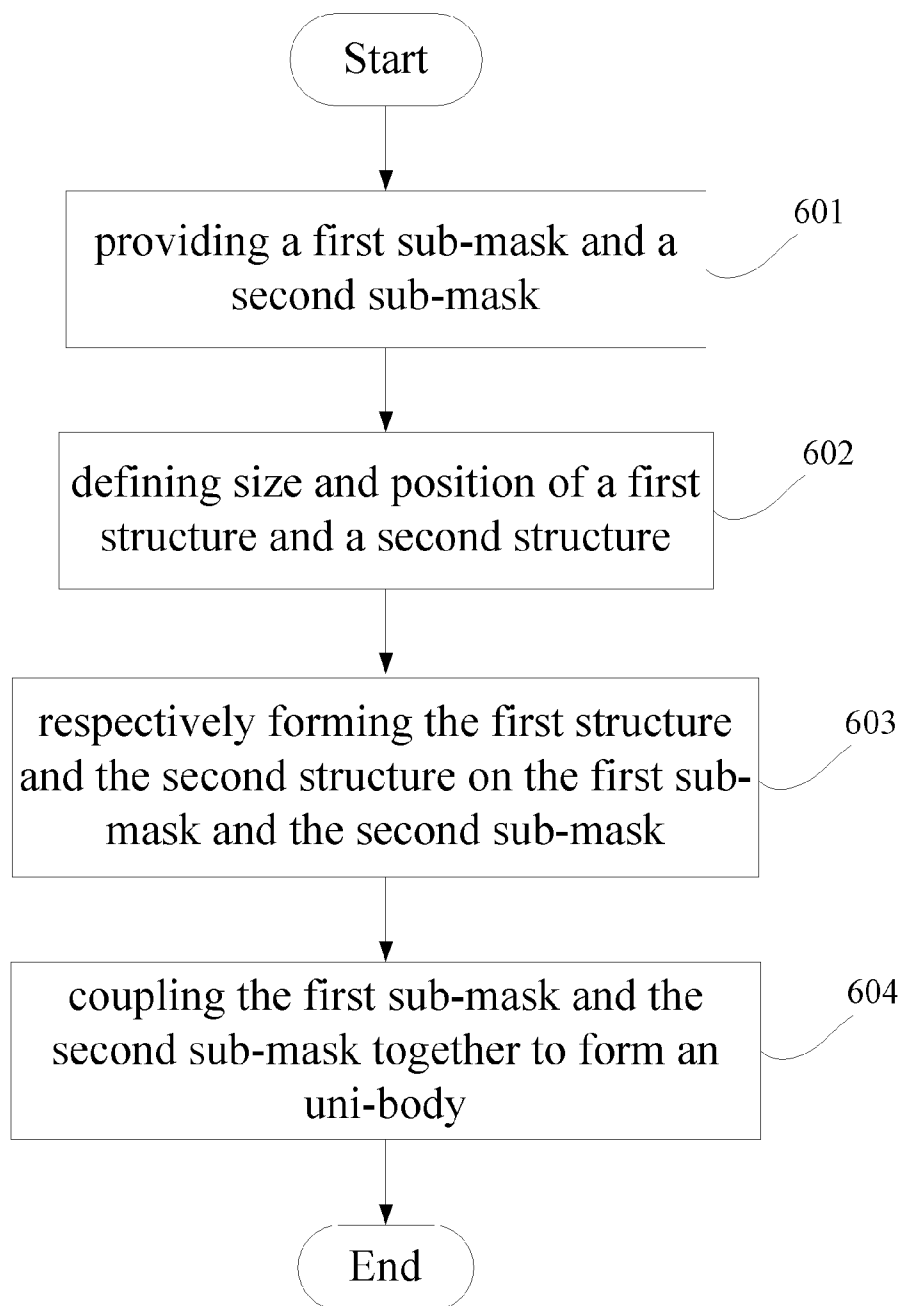 Start
601
providing a first sub-mask and a
second sub-mask
602
defining size and position of a first
structure and a second structure
603
respectively forming the first structure
and the second structure on the first sub-
mask and the second sub-mask
604
coupling the first sub-mask and the
second sub-mask together to form an
uni-body
End